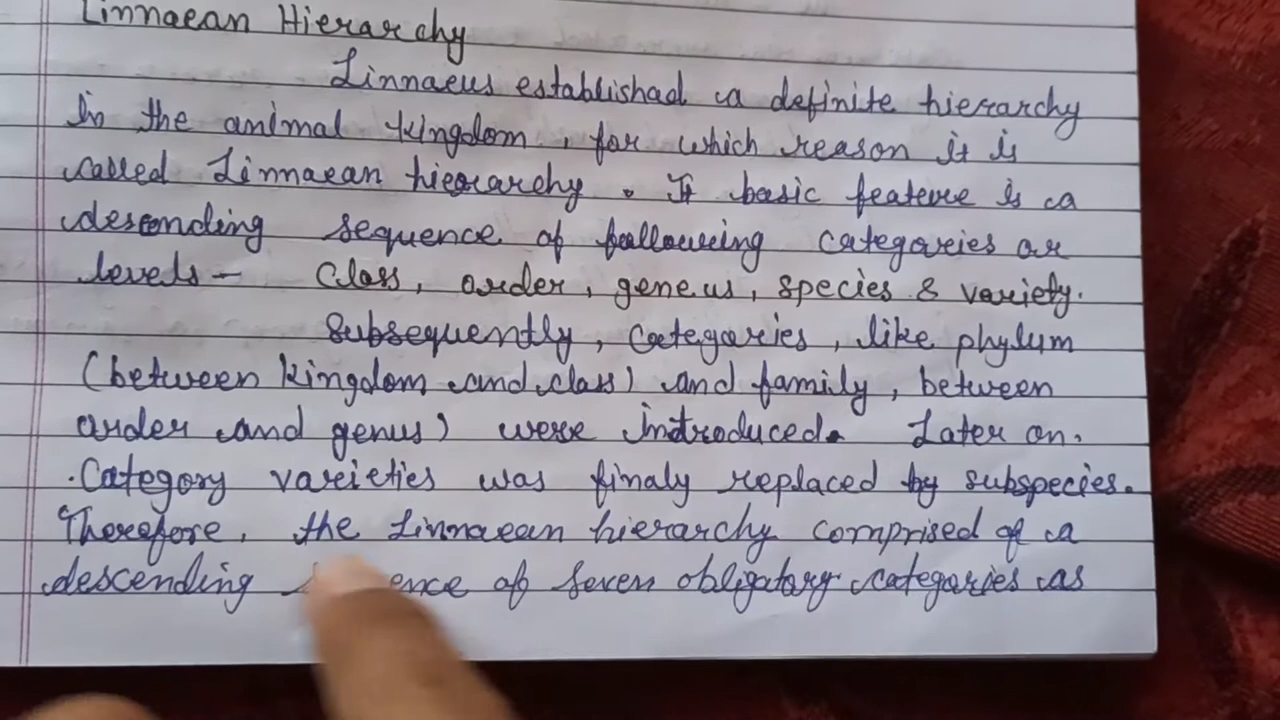 Linnaean Hierarchy
Linnaeus established a definite hierarchy
In the animal kingdom, for which reason it is
called Linnaean hierarchy. It basic feature is a
desending sequence of following categories or
levels - Class, order, geneus, species & variety.
Subsequently, Categories, like phylum
(between kingdom and class) and family, between
order and genus) were introduced. Later on.
Category varieties was finaly replaced by subspecies.
Therefore, the Linnaean hierarchy comprised of a
descending of seven obligatory categories as